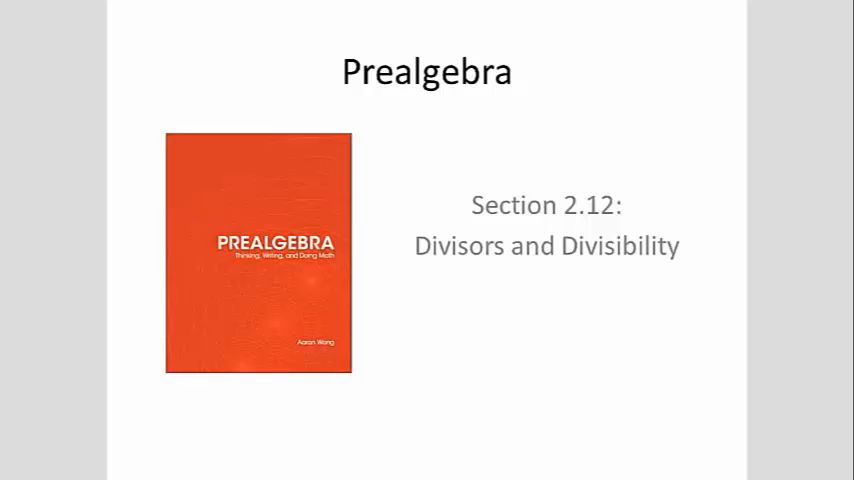 Prealgebra
PREALGEBRA
Thinking, Writing, and Doing Math
Aaron Wong
Section 2.12:
Divisors and Divisibility